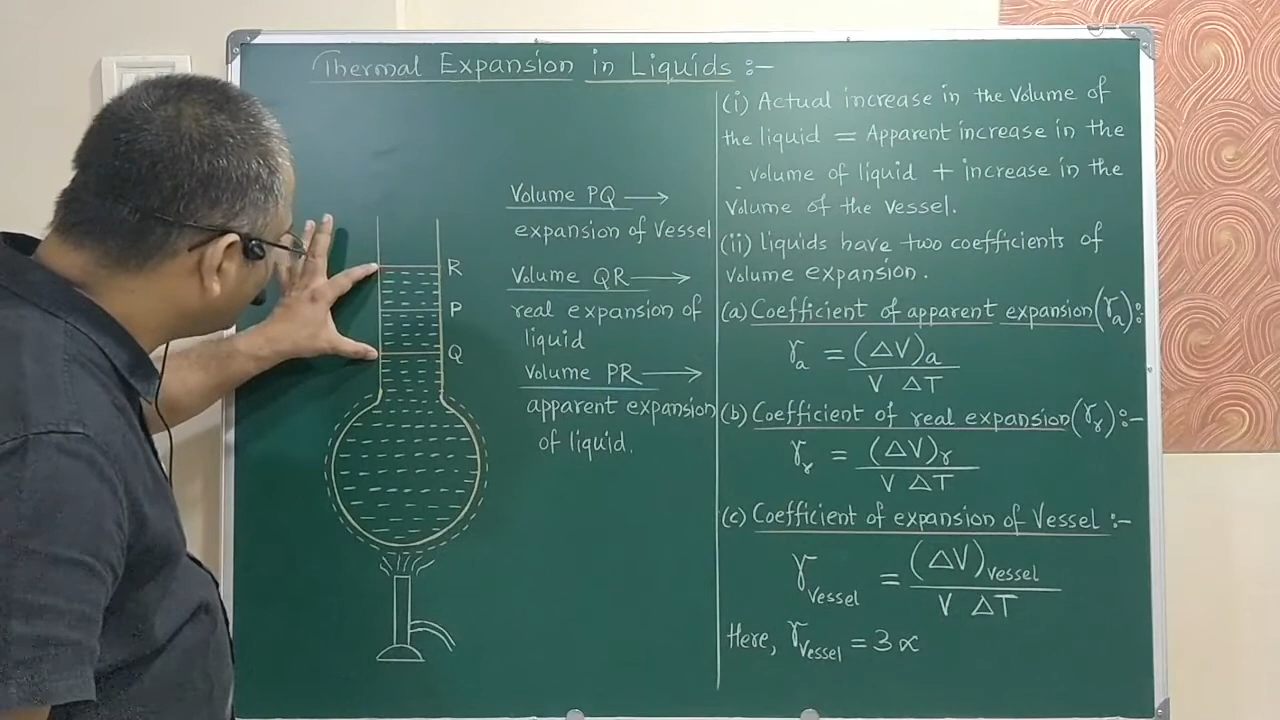 Thermal Expansion in Liquids :-
R
P
Q
Volume PQ →
expansion of Vessel
Volume QR →
real expansion of
liquid
Volume PR →
apparent expansion
of liquid.
(i) Actual increase in the volume of
the liquid = Apparent increase in the
volume of liquid + increase in the
volume of the vessel.
(ii) liquids have two coefficients of
volume expansion.
(a) Coefficient of apparent expansion (γa) :-
γa = (ΔV)a / V ΔT
(b) Coefficient of real expansion (γr) :-
γr = (ΔV)r / V ΔT
(c) Coefficient of expansion of Vessel :-
γvessel = (ΔV)vessel / V ΔT
Here, γvessel = 3 ∝